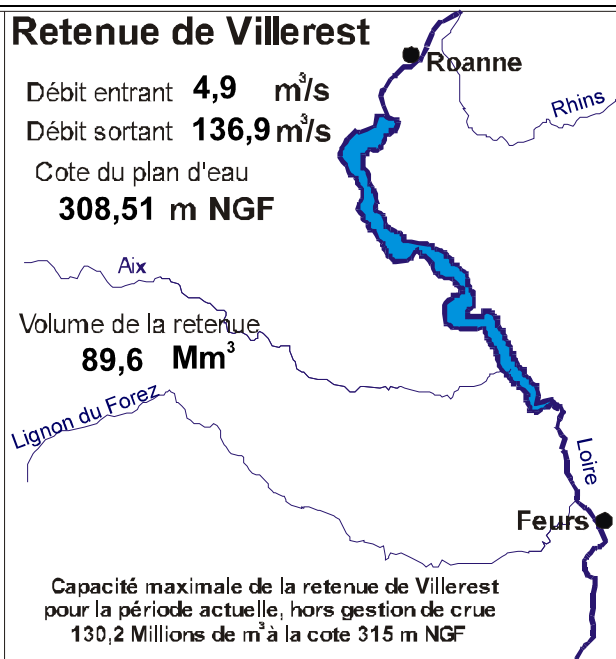 Retenue de Villerest
Roanne
Débit entrant 4,9 m³/s
Rhins
Débit sortant 136,9 m³/s
Cote du plan d'eau
308,51 m NGF
Aix
Volume de la retenue
89,6 Mm³
Lignon du Forez
Loire
Feurs
Capacité maximale de la retenue de Villerest
pour la période actuelle, hors gestion de crue
130,2 Millions de m³ à la cote 315 m NGF